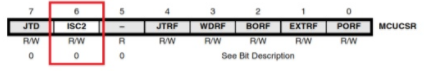 7 6 5 4 3 2 1 0
JTD ISC2 – JTRF WDRF BORF EXTRF PORF MCUCSR
R/W R/W R R/W R/W R/W R/W R/W
0 0 0 See Bit Description